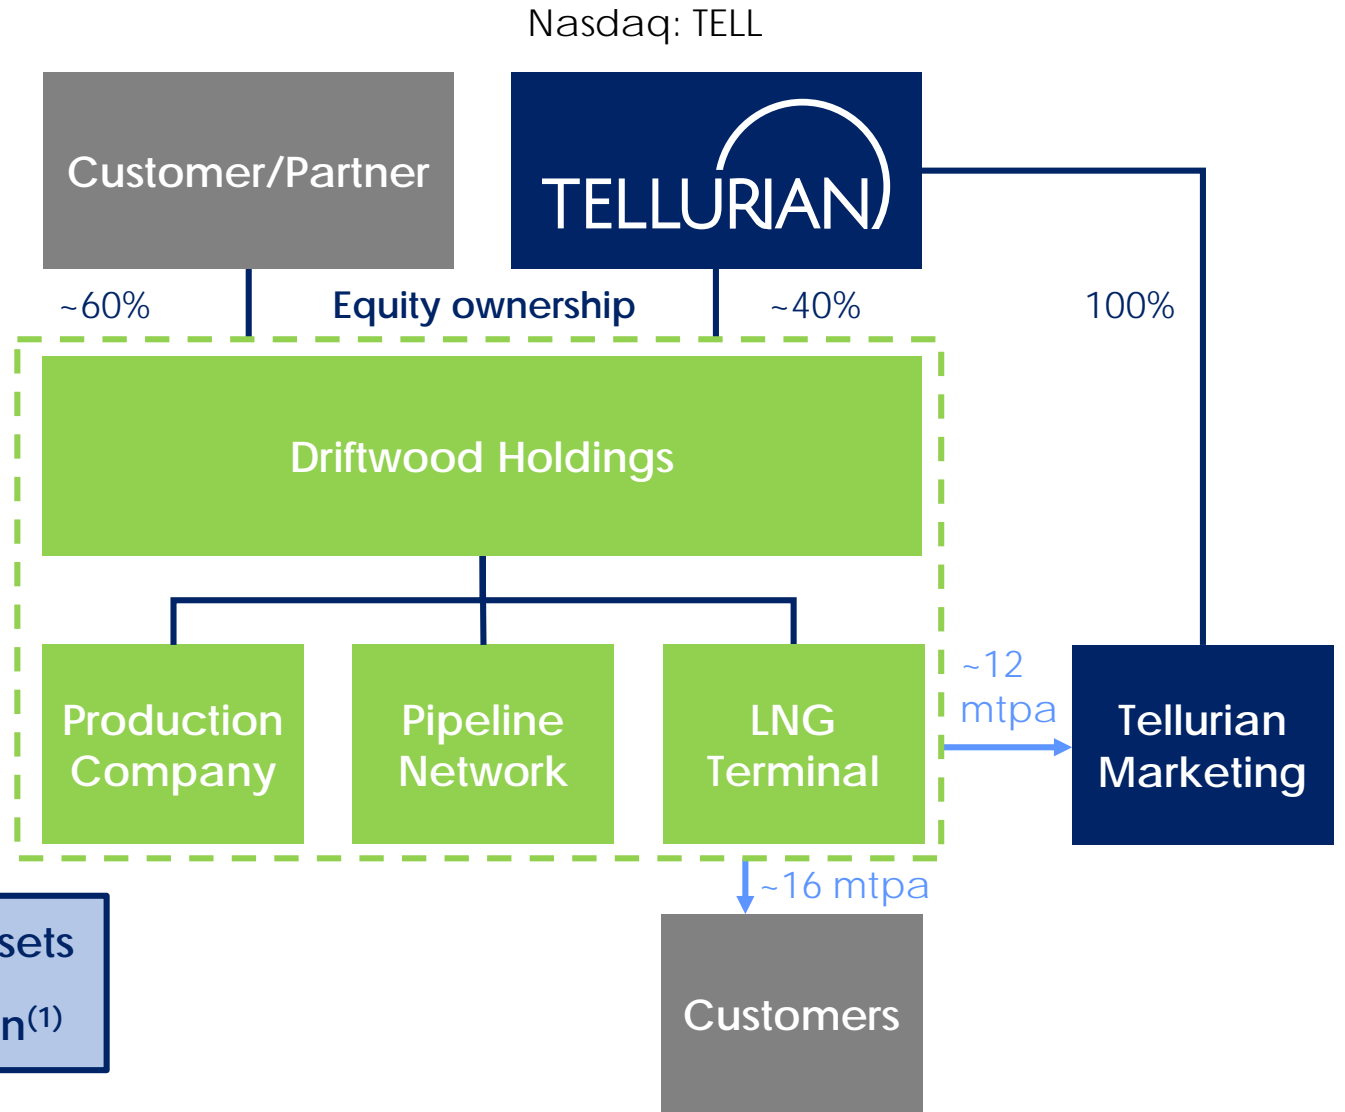 Nasdaq: TELL
Customer/Partner
TELLURIAN
~60%
Equity ownership
~40%
100%
Driftwood Holdings
Production
Company
Pipeline
Network
LNG
Terminal
~12
mtpa
Tellurian
Marketing
~16 mtpa
sets
n(1)
Customers